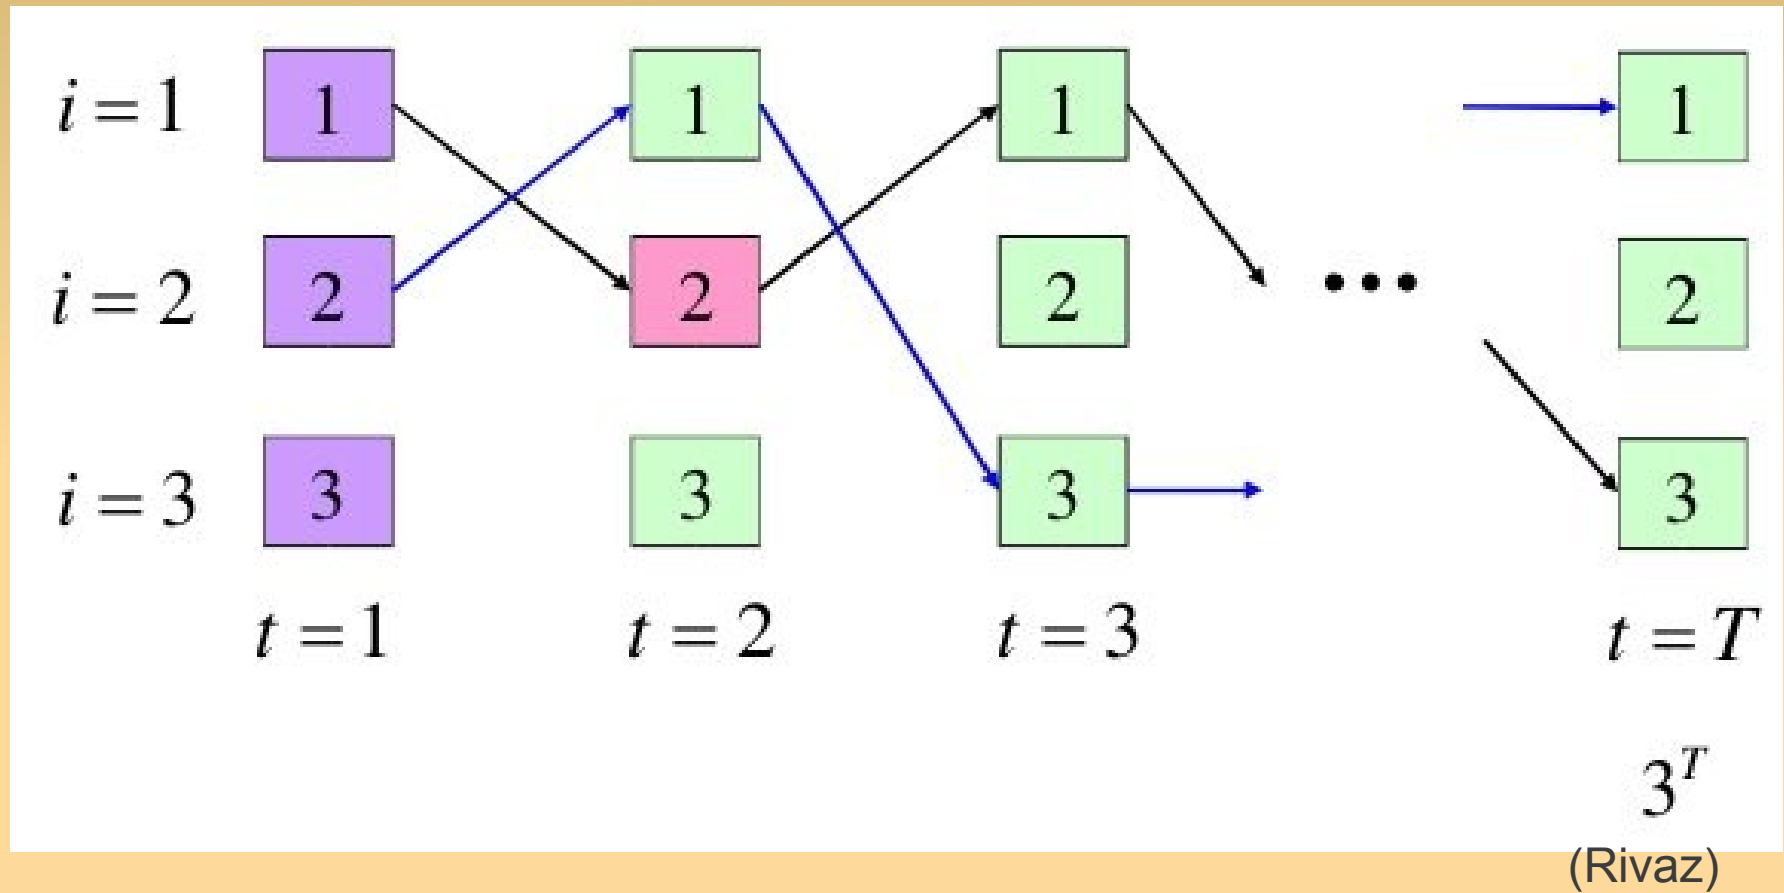 i = 1 1 1 1 1
i = 2 2 2 2 2
i = 3 3 3 3 3
t = 1 t = 2 t = 3 t = T
3^T
(Rivaz)